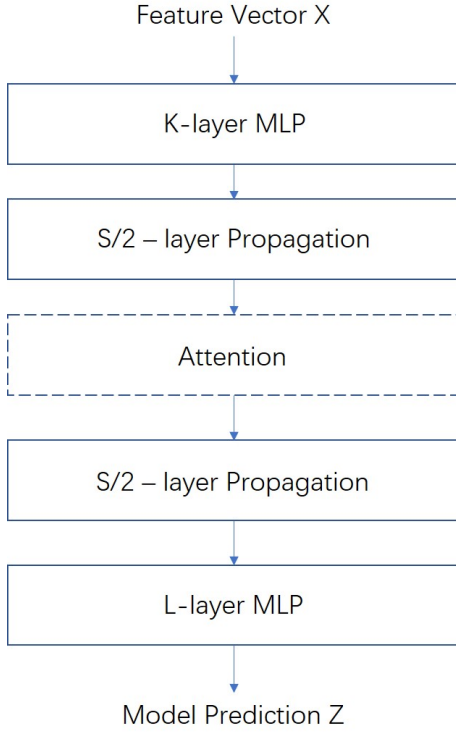 Feature Vector X
K-layer MLP
S/2 – layer Propagation
Attention
S/2 – layer Propagation
L-layer MLP
Model Prediction Z